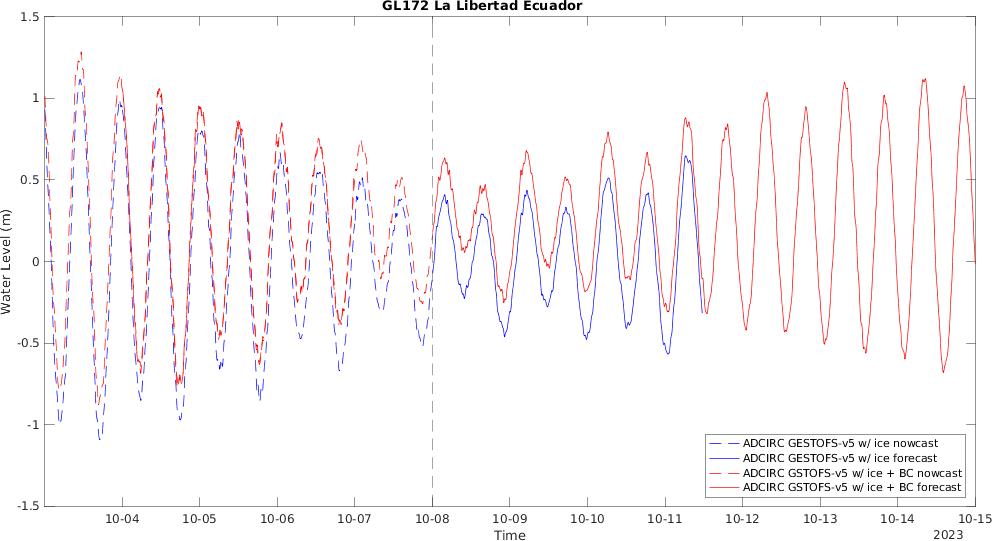 GL172 La Libertad Ecuador
1.5
1
0.5
0
-0.5
-1
-1.5
Water Level (m)
ADCIRC GESTOFS-v5 w/ ice nowcast
ADCIRC GESTOFS-v5 w/ ice forecast
ADCIRC GSTOFS-v5 w/ ice + BC nowcast
ADCIRC GSTOFS-v5 w/ ice + BC forecast
10-04 10-05 10-06 10-07 10-08 10-09 10-10 10-11 10-12 10-13 10-14 10-15
Time
2023